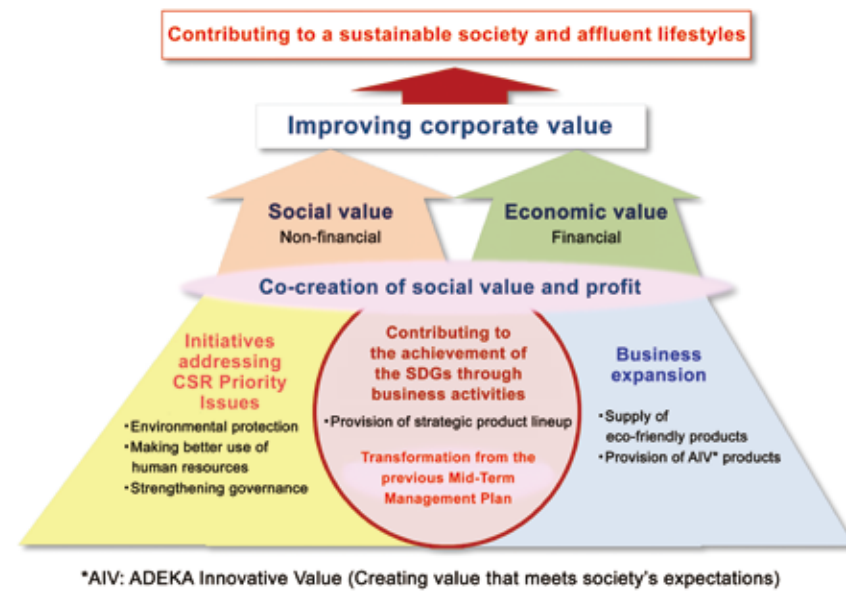 Contributing to a sustainable society and affluent lifestyles
Improving corporate value
Social value
Non-financial
Economic value
Financial
Co-creation of social value and profit
Initiatives
addressing
CSR Priority
Issues
・Environmental protection
・Making better use of
human resources
・Strengthening governance
Contributing to
the achievement of
the SDGs through
business activities
・Provision of strategic product lineup
Transformation from the
previous Mid-Term
Management Plan
Business
expansion
・Supply of
eco-friendly products
・Provision of AIV* products
*AIV: ADEKA Innovative Value (Creating value that meets society's expectations)